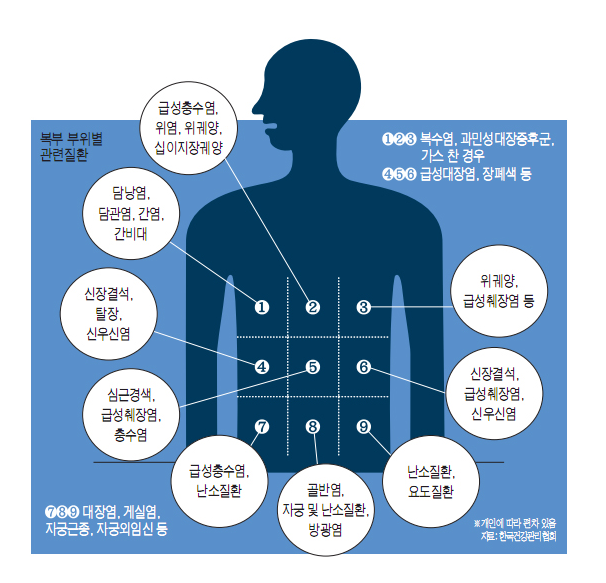 복부 부위별
관련질환
급성충수염,
위염, 위궤양,
십이지장궤양
❶❷❸ 복수염, 과민성대장증후군,
가스 찬 경우
❹❺❻ 급성대장염, 장폐색 등
담낭염,
담관염, 간염,
간비대
신장결석,
탈장,
신우신염
심근경색,
급성췌장염,
충수염
위궤양,
급성췌장염 등
신장결석,
급성췌장염,
신우신염
❶ ❷ ❸
❹ ❺ ❻
❼ ❽ ❾
급성충수염,
난소질환
골반염,
자궁 및 난소질환,
방광염
난소질환,
요도질환
❼❽❾ 대장염, 게실염,
자궁근종, 자궁외임신 등
※개인에 따라 편차 있음
자료: 한국건강관리협회